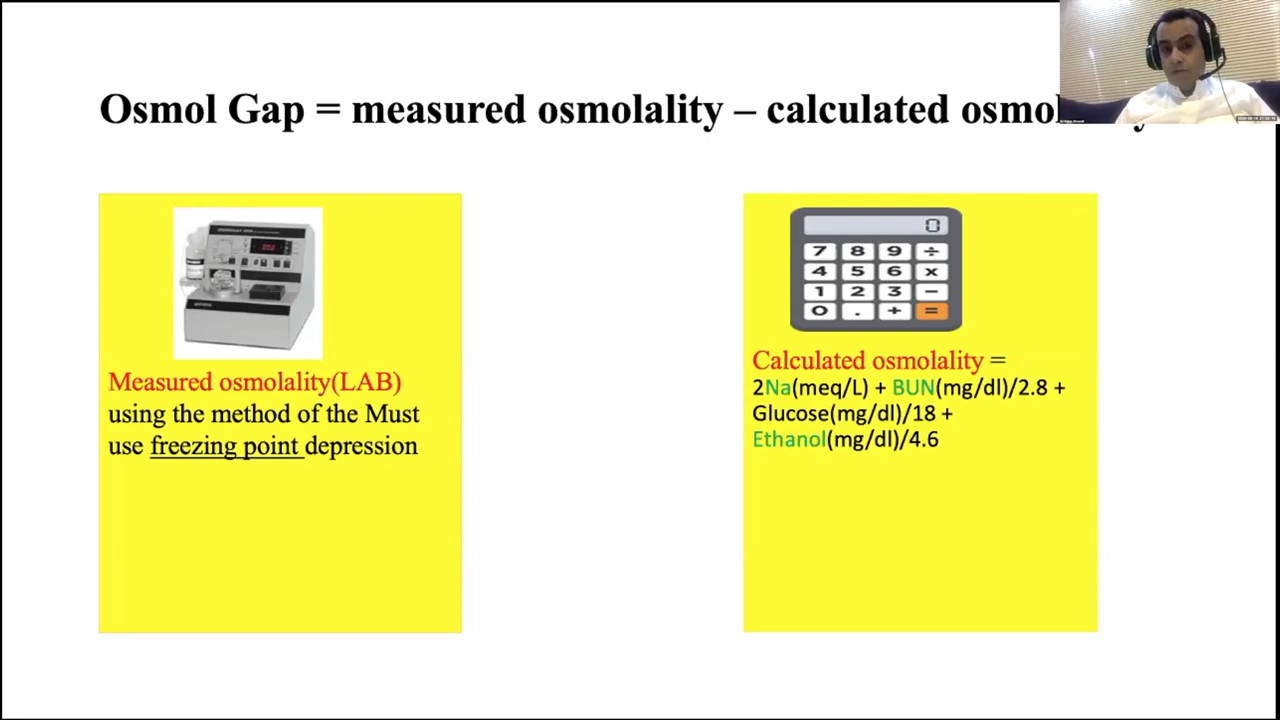 Osmol Gap = measured osmolality – calculated osmol
Measured osmolality(LAB)
using the method of the Must
use freezing point depression
0
7 8 9 ÷
4 5 6 x
1 2 3 −
0 . + =
Calculated osmolality =
2Na(meq/L) + BUN(mg/dl)/2.8 +
Glucose(mg/dl)/18 +
Ethanol(mg/dl)/4.6